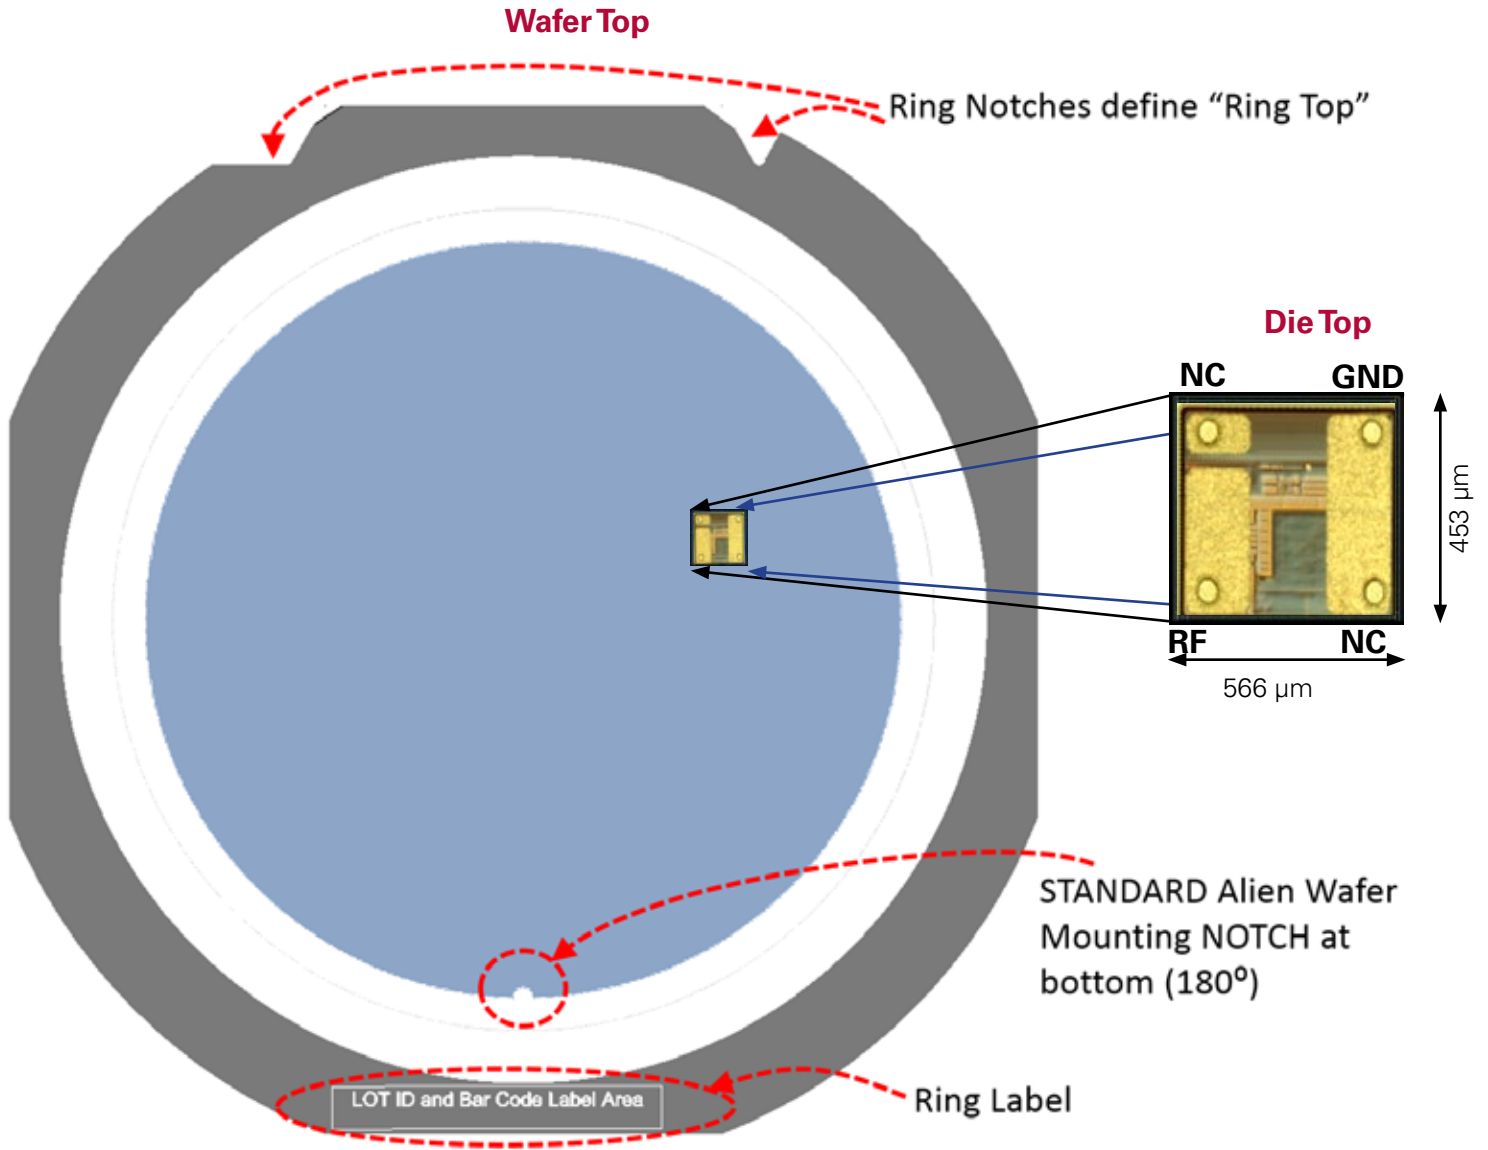 Wafer Top
Ring Notches define “Ring Top”
Die Top
NC
GND
453 µm
RF
NC
566 µm
STANDARD Alien Wafer
Mounting NOTCH at
bottom (180⁰)
LOT ID and Bar Code Label Area
Ring Label